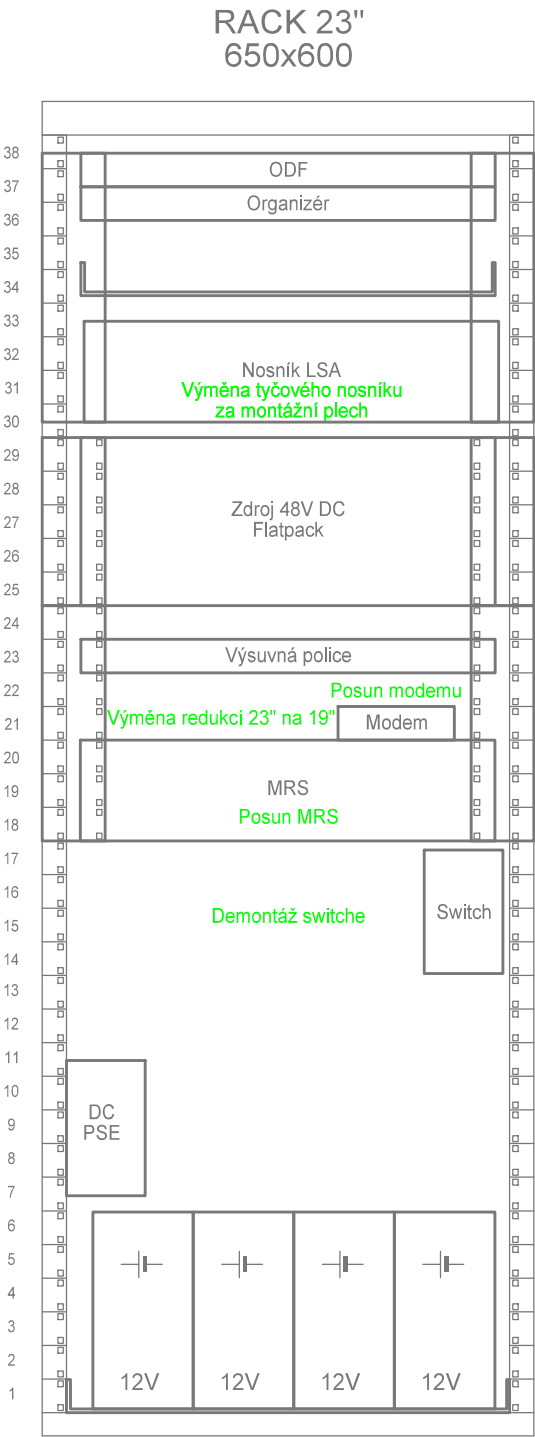 RACK 23"
650x600
38
ODF
37
Organizér
36
35
34
33
32
Nosník LSA
31
Výměna tyčového nosníku
za montážní plech
30
29
28
Zdroj 48V DC
27
Flatpack
26
25
24
23
Výsuvná police
22
Posun modemu
21
Výměna redukcí 23" na 19"
Modem
20
19
MRS
18
Posun MRS
17
16
Switch
15
Demontáž switche
14
13
12
11
10
DC
9
PSE
8
7
6
5
4
3
2
12V 12V 12V 12V
1